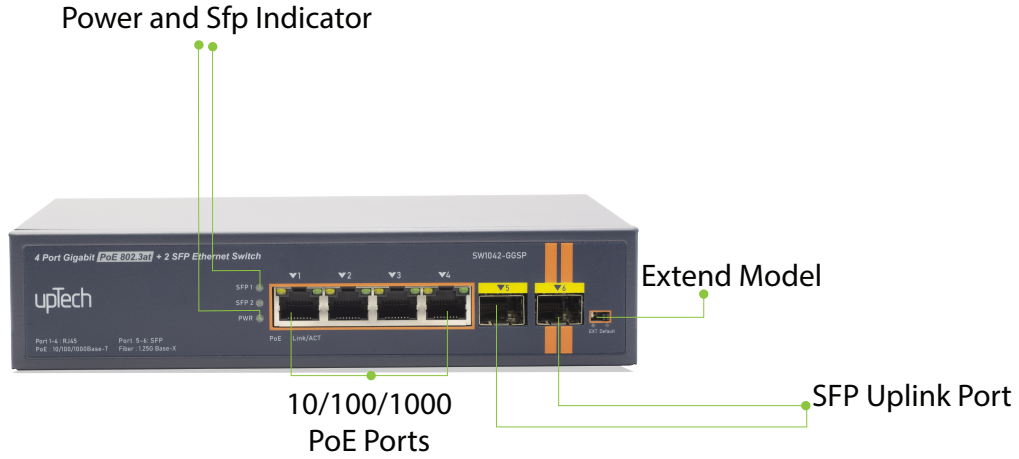 Power and Sfp Indicator
4 Port Gigabit PoE 802.3at + 2 SFP Ethernet Switch
SW1042-GGSP
▼1 ▼2 ▼3 ▼4 ▼5 ▼6
SFP 1
SFP 2
PWR
upTech
Extend Model
EXT Default
PoE Link/ACT
Port 1-4 : RJ45 Port 5-6: SFP
PoE : 10/100/1000Base-T Fiber : 1.25G Base-X
10/100/1000
PoE Ports
SFP Uplink Port